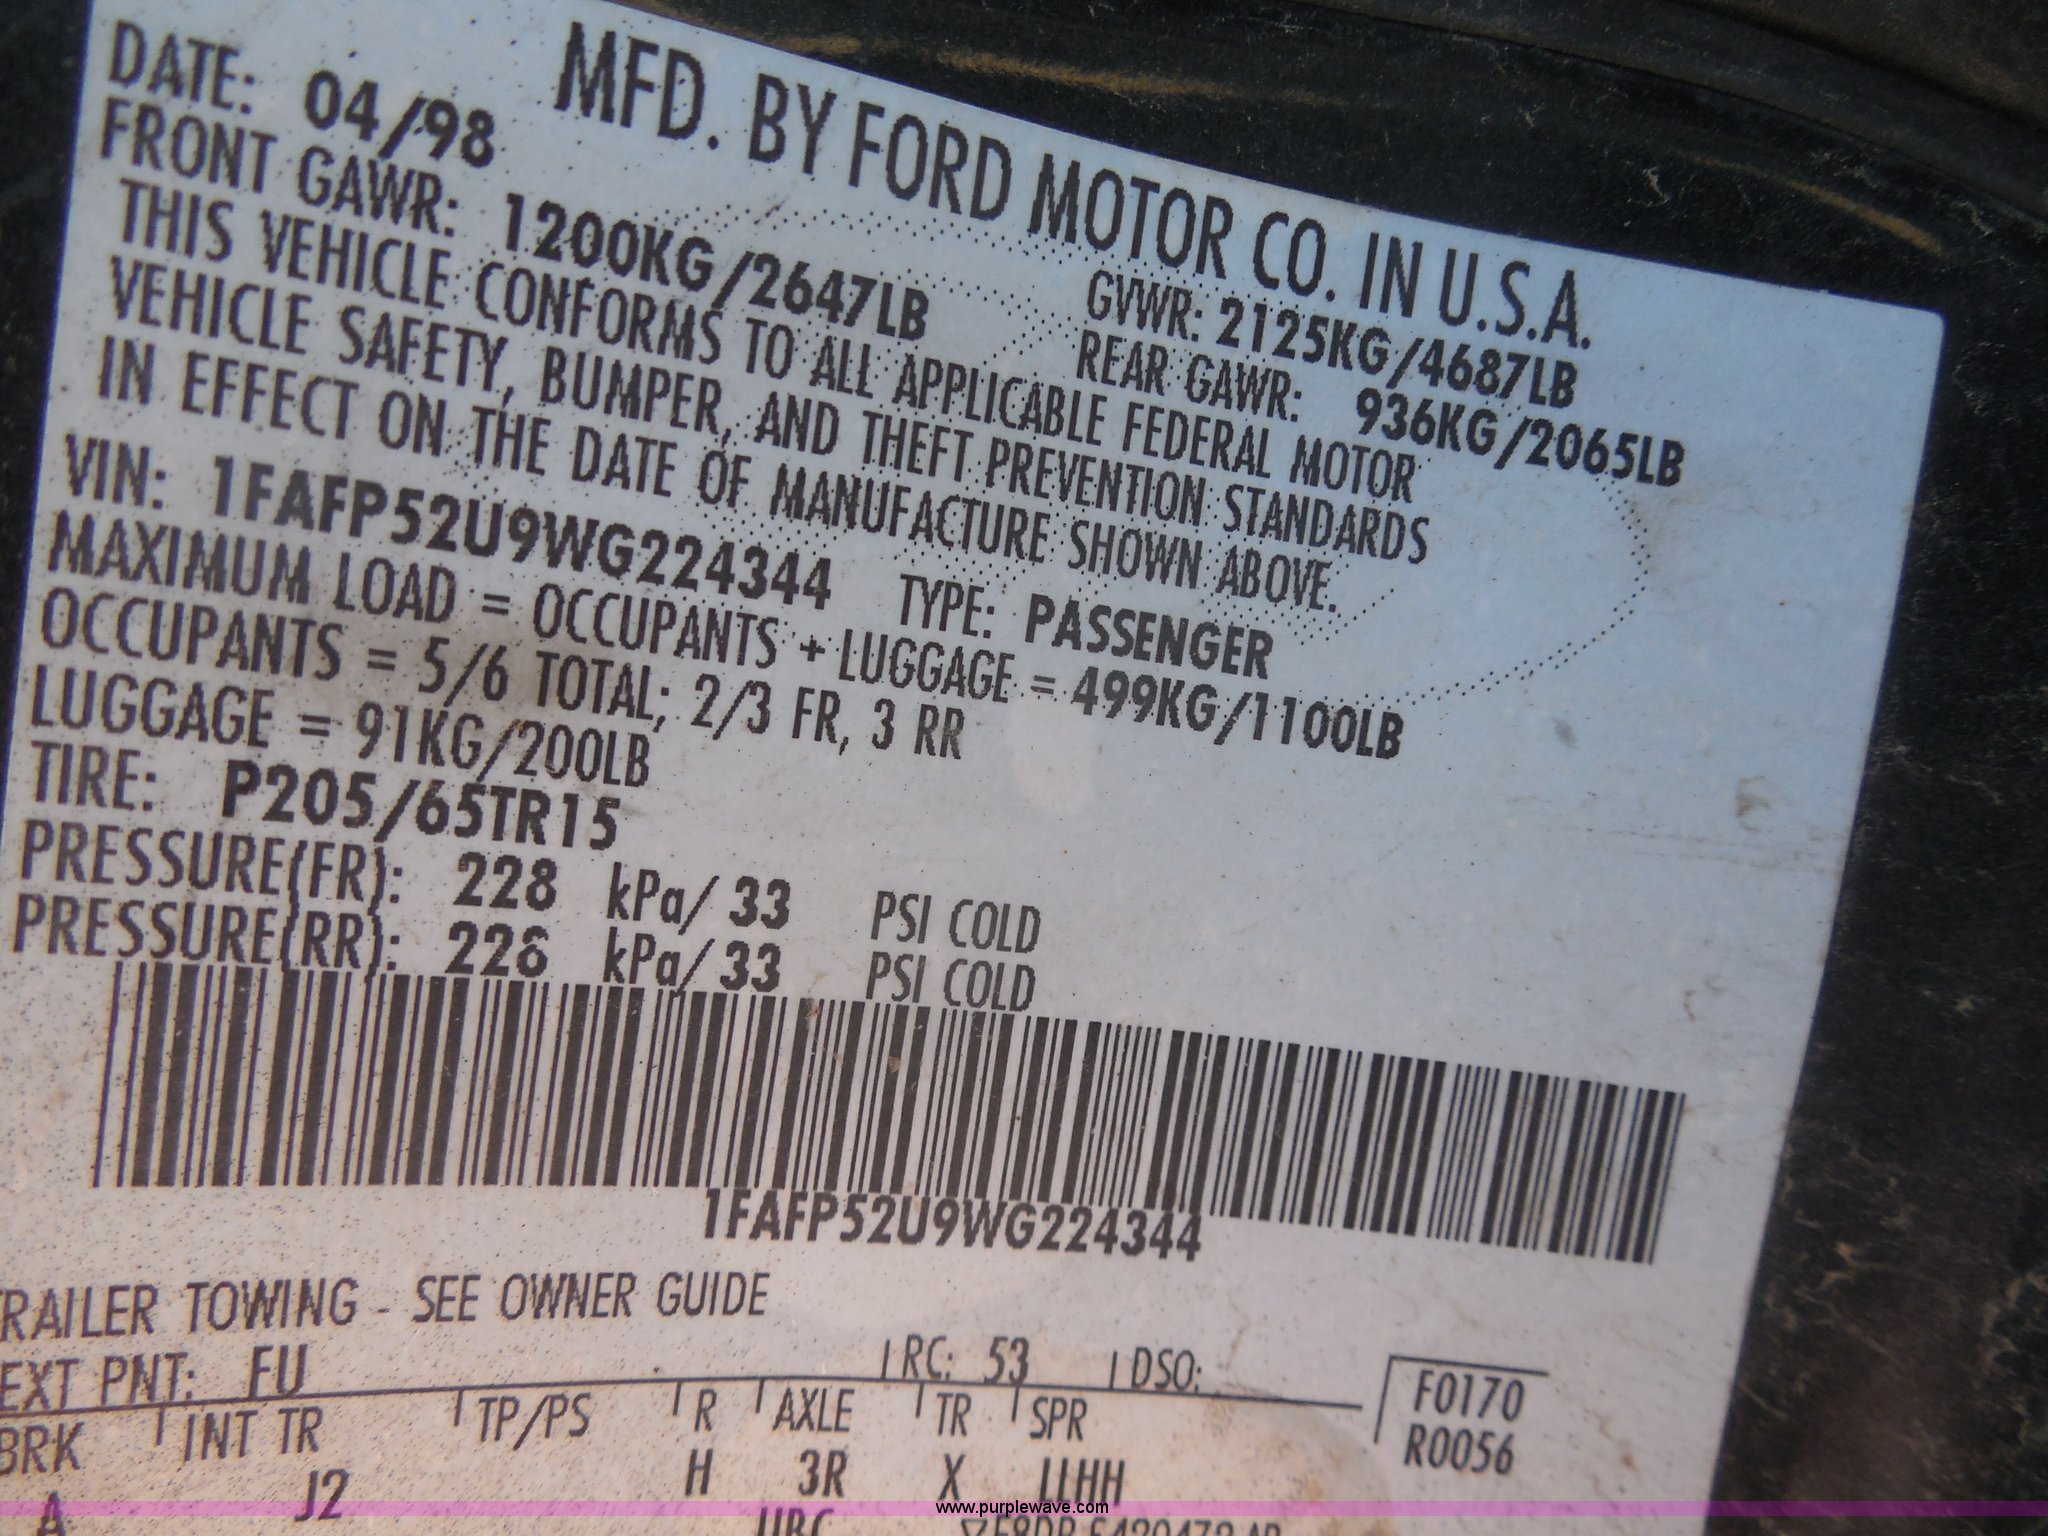 MFD. BY FORD MOTOR CO. IN U.S.A.
DATE: 04/98 GVWR: 2125KG/4687LB
FRONT GAWR: 1200KG/2647LB REAR GAWR: 936KG/2065LB
THIS VEHICLE CONFORMS TO ALL APPLICABLE FEDERAL MOTOR
VEHICLE SAFETY, BUMPER, AND THEFT PREVENTION STANDARDS
IN EFFECT ON THE DATE OF MANUFACTURE SHOWN ABOVE.
VIN: 1FAFP52U9WG224344 TYPE: PASSENGER
MAXIMUM LOAD = OCCUPANTS + LUGGAGE = 499KG/1100LB
OCCUPANTS = 5/6 TOTAL; 2/3 FR, 3 RR
LUGGAGE = 91KG/200LB
TIRE: P205/65TR15
PRESSURE(FR): 228 kPa/ 33 PSI COLD
PRESSURE(RR): 228 kPa/ 33 PSI COLD
1FAFP52U9WG224344
RAILER TOWING - SEE OWNER GUIDE
EXT PNT: FU RC: 53 DSO: F0170
BRK INT TR TP/PS R AXLE TR SPR R0056
A J2 H 3R X LLHH
www.purplewave.com
UBC